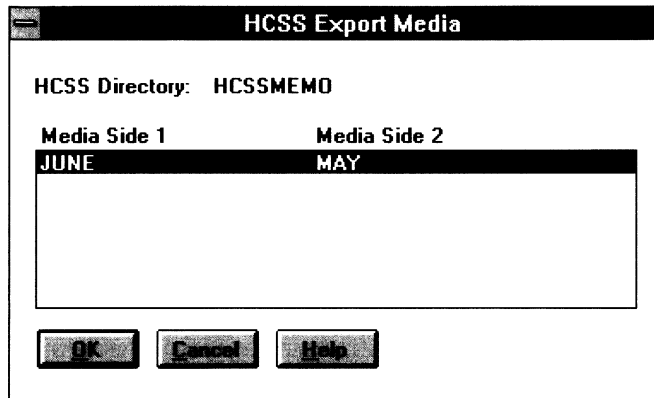 HCSS Export Media
HCSS Directory: HCSSMEMO
Media Side 1 Media Side 2
JUNE MAY
OK Cancel Help